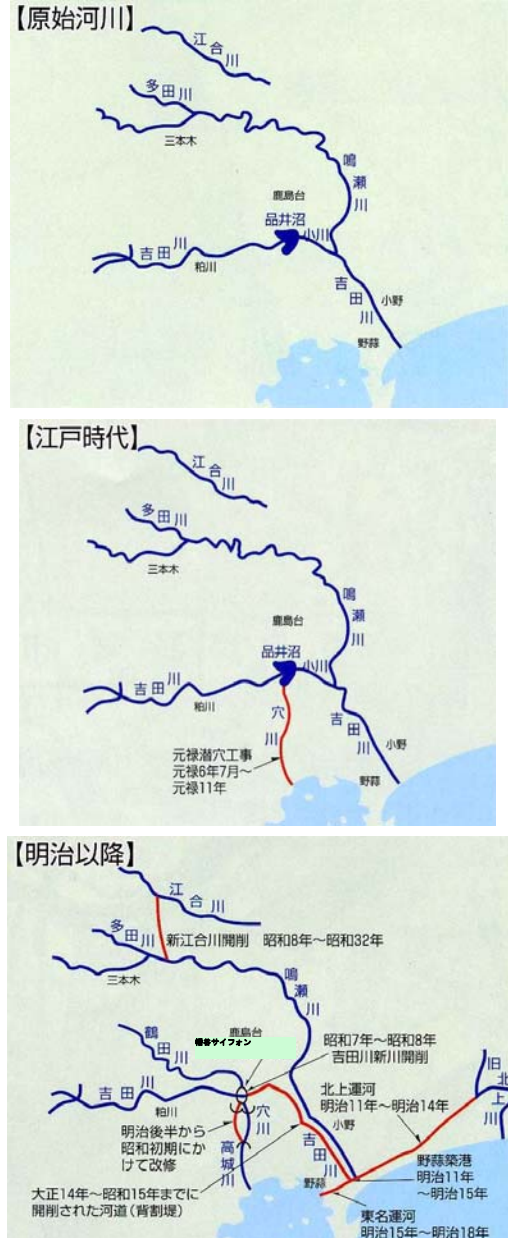 【原始河川】
江合川
多田川
三本木
鳴瀬川
鹿島台
品井沼
小川
吉田川
粕川
吉田川
小野
野蒜
【江戸時代】
江合川
多田川
三本木
鳴瀬川
鹿島台
品井沼
小川
吉田川
粕川
穴川
吉田川
小野
野蒜
元禄潜穴工事
元禄6年7月～
元禄11年
【明治以降】
江合川
多田川
新江合川開削 昭和8年～昭和32年
三本木
鳴瀬川
鶴田川
鹿島台
幡谷サイフォン
昭和7年～昭和8年
吉田川新川開削
吉田川
粕川
穴川
高城川
明治後半から
昭和初期にか
けて改修
吉田川
小野
野蒜
北上運河
明治11年～明治14年
旧北上川
野蒜築港
明治11年
～明治15年
大正14年～昭和15年までに
開削された河道（背割堤）
東名運河
明治15年～明治18年